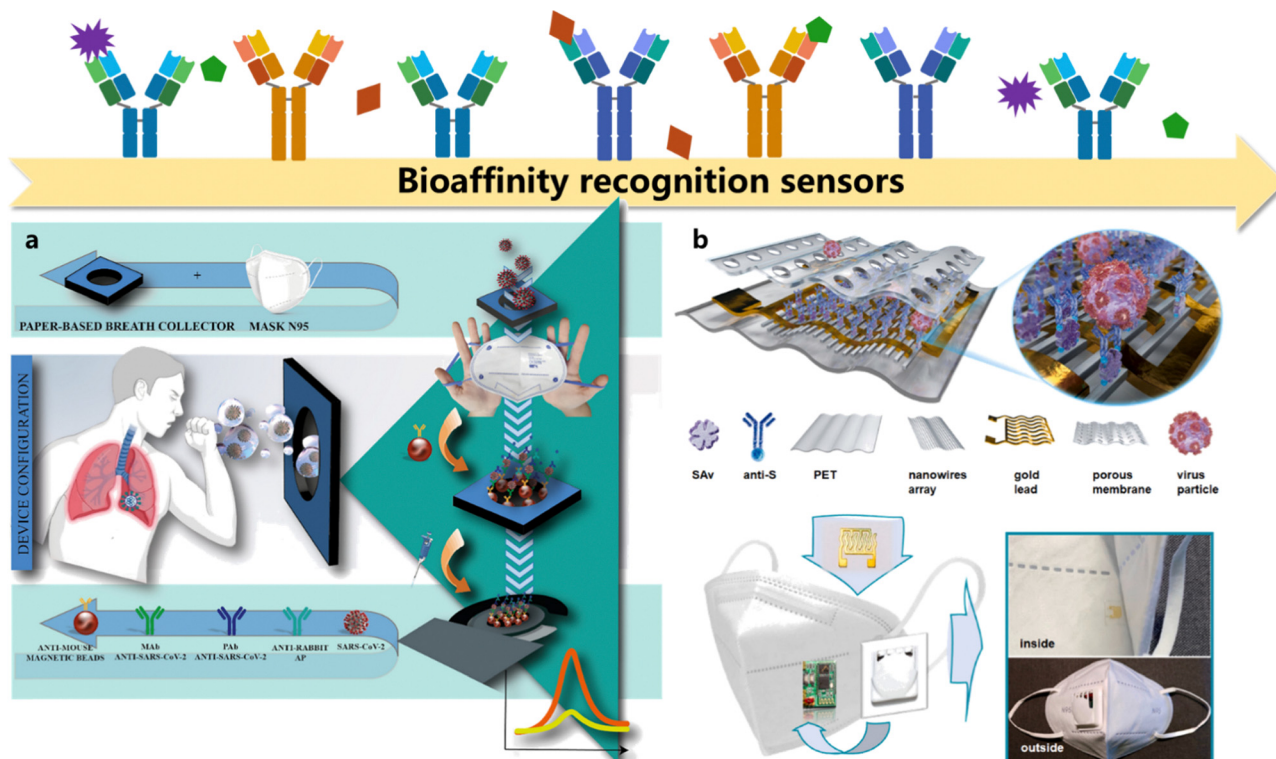 Bioaffinity recognition sensors
a
+
PAPER-BASED BREATH COLLECTOR
MASK N95
DEVICE CONFIGURATION
ANTI-MOUSE
MAGNETIC BEADS
MAb
ANTI-SARS-CoV-2
PAb
ANTI-SARS-CoV-2
ANTI-RABBIT
AP
SARS-CoV-2
b
SAv
anti-S
PET
nanowires
array
gold
lead
porous
membrane
virus
particle
inside
outside